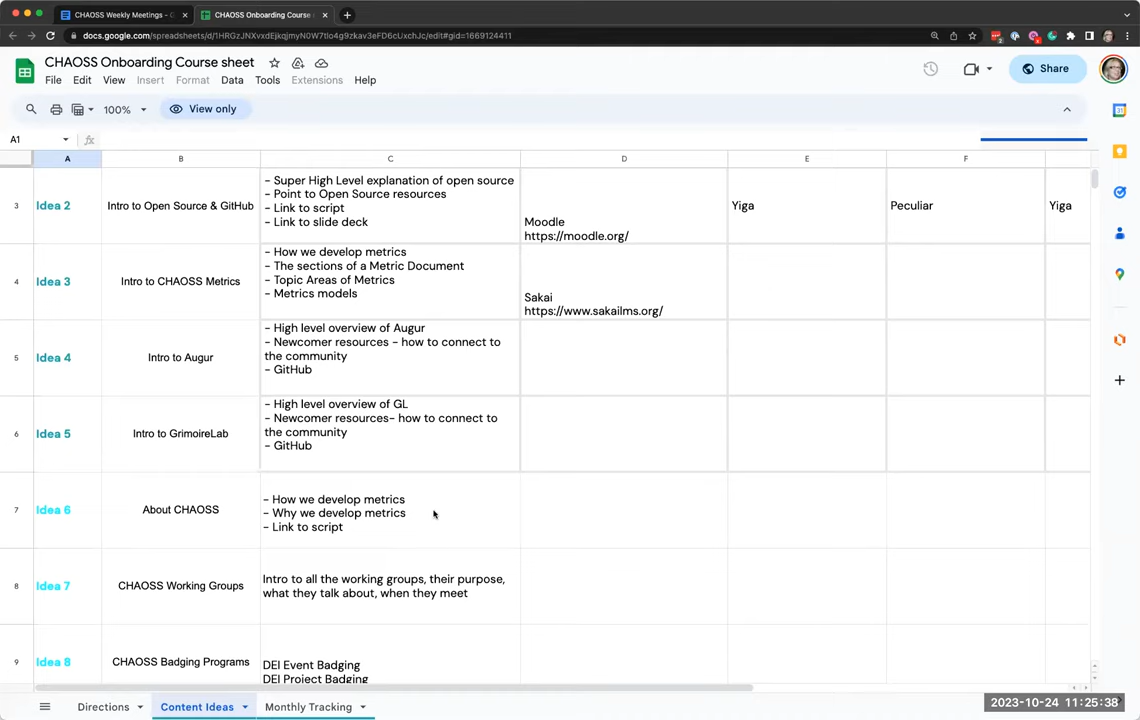 CHAOSS Weekly Meetings - G
CHAOSS Onboarding Course
docs.google.com/spreadsheets/d/1HRGzJNXvxdEjkqjmyN0W7tlo4g9zkav3eFD6cUxchJc/edit#gid=1669124411
CHAOSS Onboarding Course sheet
File Edit View Insert Format Data Tools Extensions Help
Share
100%
View only
A1
A B C D E F
3
Idea 2
Intro to Open Source & GitHub
- Super High Level explanation of open source
- Point to Open Source resources
- Link to script
- Link to slide deck
Moodle
https://moodle.org/
Yiga
Peculiar
Yiga
4
Idea 3
Intro to CHAOSS Metrics
- How we develop metrics
- The sections of a Metric Document
- Topic Areas of Metrics
- Metrics models
Sakai
https://www.sakailms.org/
5
Idea 4
Intro to Augur
- High level overview of Augur
- Newcomer resources - how to connect to
the community
- GitHub
6
Idea 5
Intro to GrimoireLab
- High level overview of GL
- Newcomer resources- how to connect to
the community
- GitHub
7
Idea 6
About CHAOSS
- How we develop metrics
- Why we develop metrics
- Link to script
8
Idea 7
CHAOSS Working Groups
Intro to all the working groups, their purpose,
what they talk about, when they meet
9
Idea 8
CHAOSS Badging Programs
DEI Event Badging
DEI Project Badging
Directions
Content Ideas
Monthly Tracking
2023-10-24 11:25:38